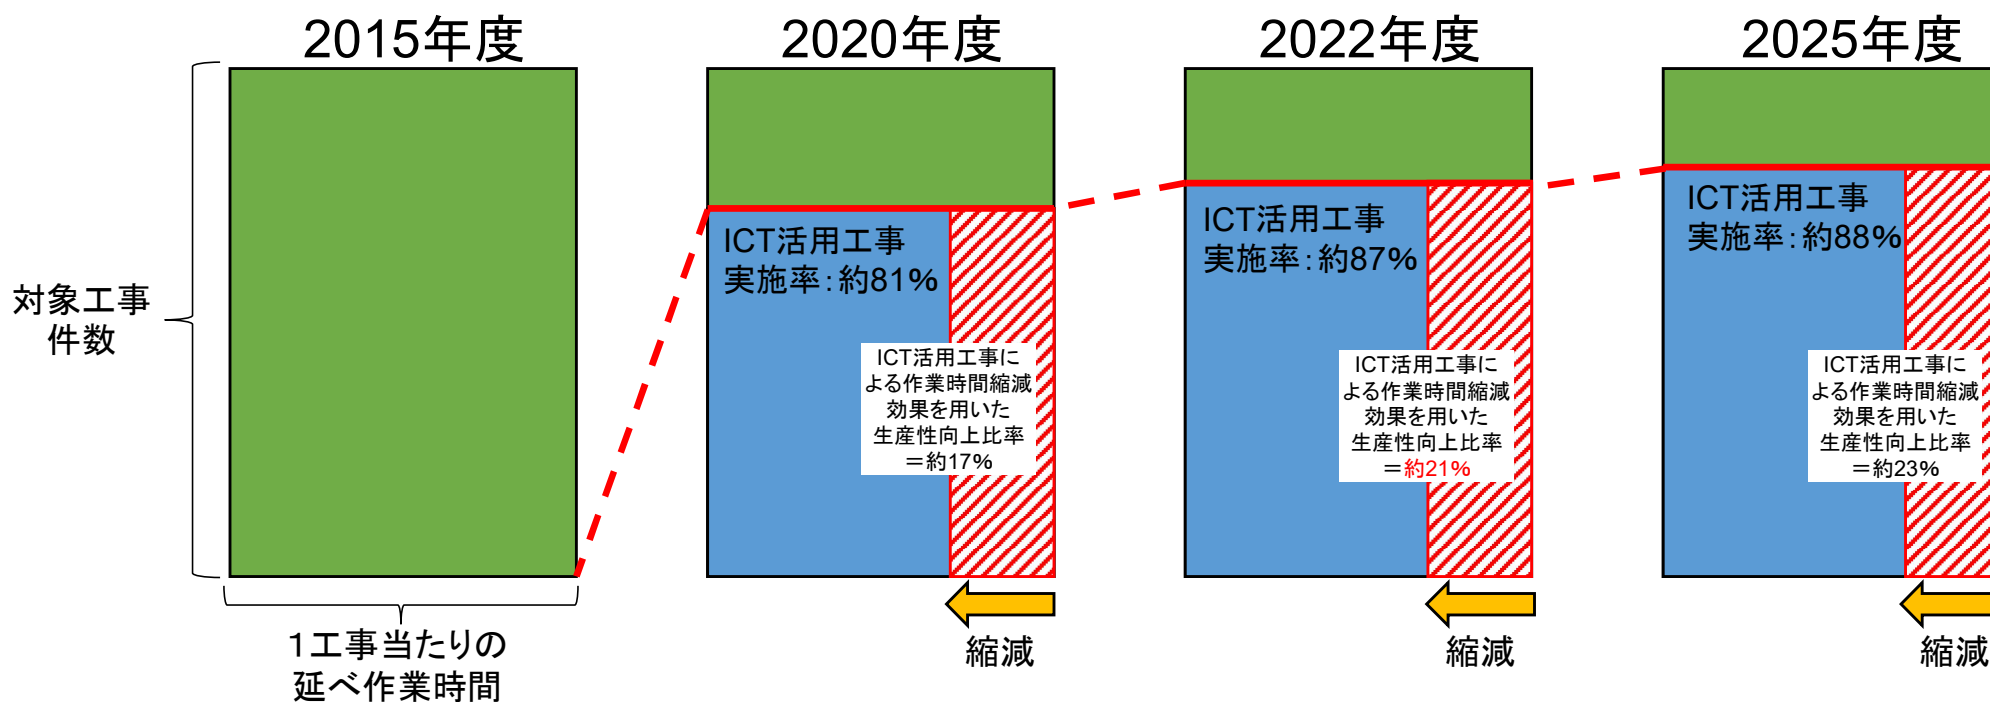 2015年度
2020年度
2022年度
2025年度
対象工事
件数
1工事当たりの
延べ作業時間
ICT活用工事
実施率：約81%
ICT活用工事に
よる作業時間縮減
効果を用いた
生産性向上比率
＝約17%
縮減
ICT活用工事
実施率：約87%
ICT活用工事に
よる作業時間縮減
効果を用いた
生産性向上比率
＝約21%
縮減
ICT活用工事
実施率：約88%
ICT活用工事に
よる作業時間縮減
効果を用いた
生産性向上比率
＝約23%
縮減